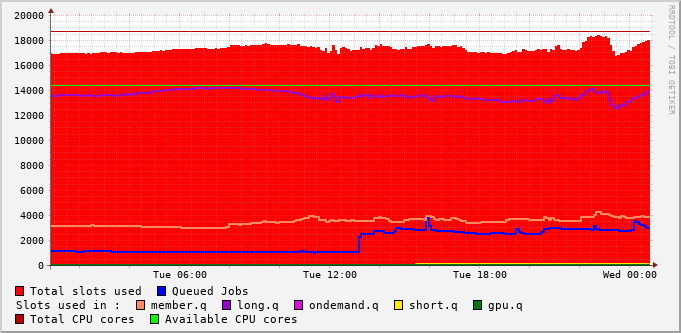 RRDTOOL / TOBI OETIKER
20000
18000
16000
14000
12000
10000
8000
6000
4000
2000
0
Tue 06:00 Tue 12:00 Tue 18:00 Wed 00:00
Total slots used Queued Jobs
Slots used in : member.q long.q ondemand.q short.q gpu.q
Total CPU cores Available CPU cores